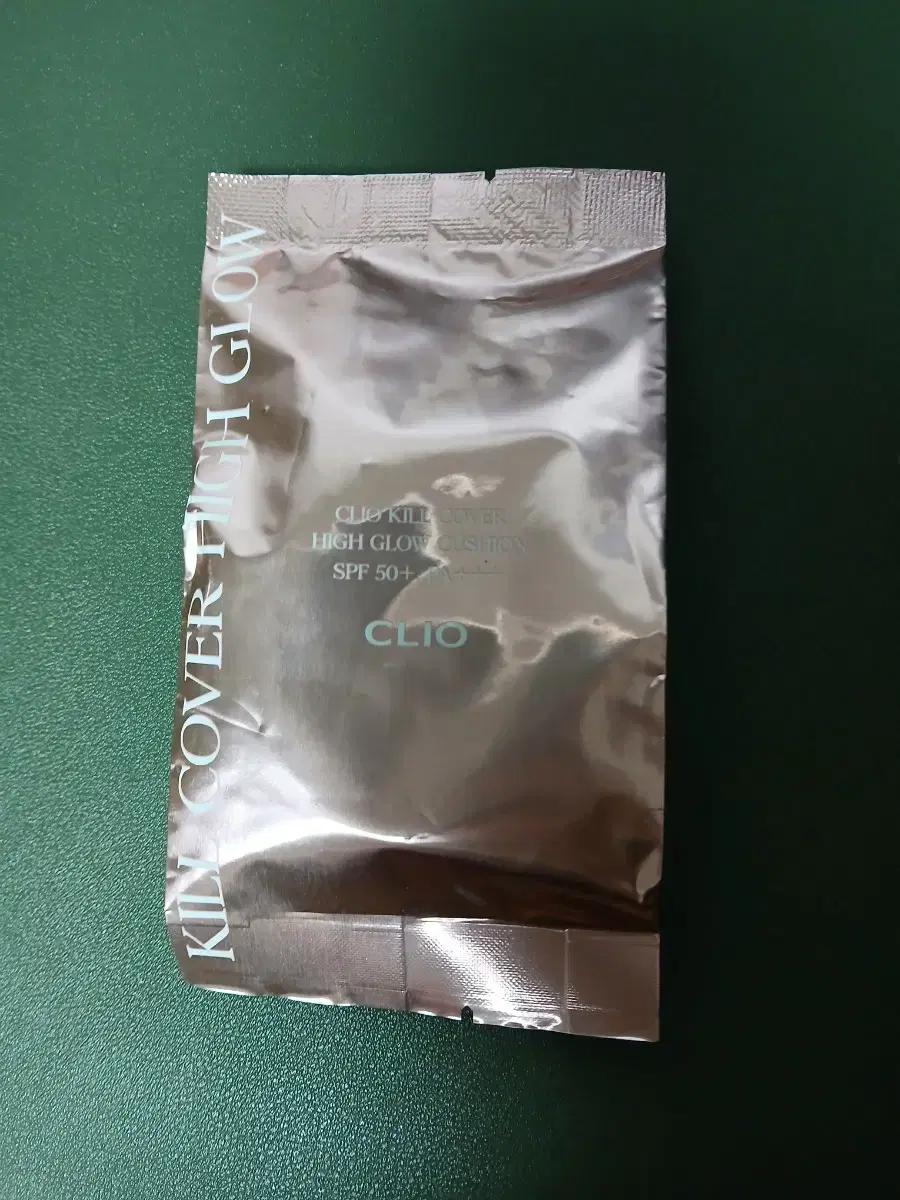 KILL COVER HIGH GLOW
CLIO KILL COVER
HIGH GLOW CUSHION
SPF 50+
CLIO